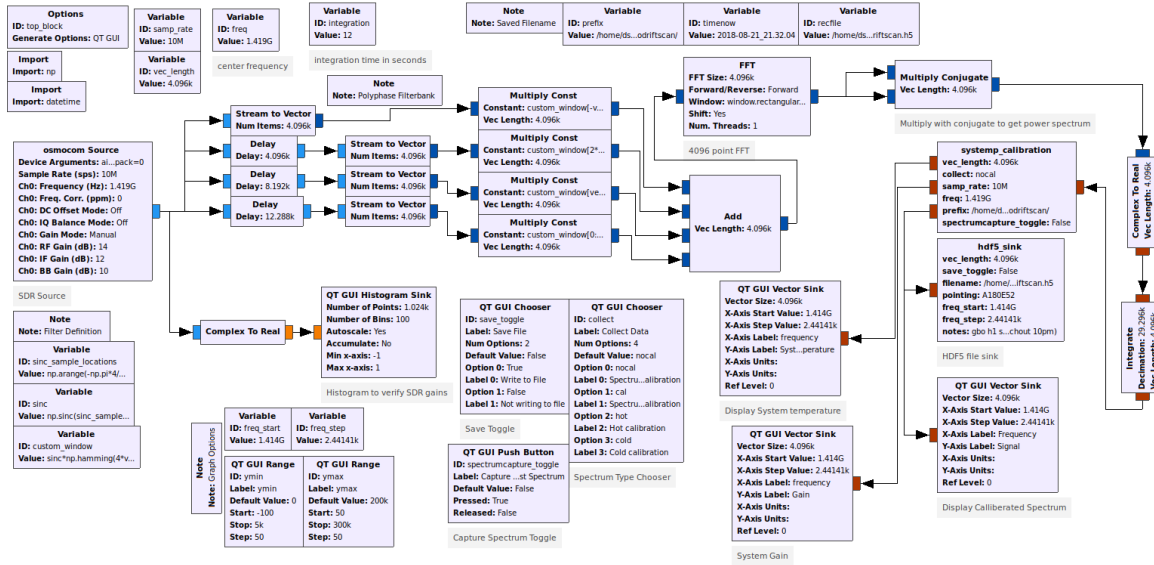 Options
ID: top_block
Generate Options: QT GUI
Variable
ID: samp_rate
Value: 10M
Variable
ID: freq
Value: 1.419G
center frequency
Variable
ID: integration
Value: 12
integration time in seconds
Note
Note: Saved Filename
Variable
ID: prefix
Value: /home/ds...odriftscan/
Variable
ID: timenow
Value: 2018-08-21_21.32.04
Variable
ID: recfile
Value: /home/ds...riftscan.h5
Import
Import: np
Import
Import: datetime
Variable
ID: vec_length
Value: 4.096k
Note
Note: Polyphase Filterbank
osmocom Source
Device Arguments: ai...pack=0
Sample Rate (sps): 10M
Ch0: Frequency (Hz): 1.419G
Ch0: Freq. Corr. (ppm): 0
Ch0: DC Offset Mode: Off
Ch0: IQ Balance Mode: Off
Ch0: Gain Mode: Manual
Ch0: RF Gain (dB): 14
Ch0: IF Gain (dB): 12
Ch0: BB Gain (dB): 10
SDR Source
Stream to Vector
Num Items: 4.096k
Delay
Delay: 4.096k
Delay
Delay: 8.192k
Delay
Delay: 12.288k
Stream to Vector
Num Items: 4.096k
Stream to Vector
Num Items: 4.096k
Stream to Vector
Num Items: 4.096k
Multiply Const
Constant: custom_window[-v...
Vec Length: 4.096k
Multiply Const
Constant: custom_window[2*...
Vec Length: 4.096k
Multiply Const
Constant: custom_window[ve...
Vec Length: 4.096k
Multiply Const
Constant: custom_window[0:...
Vec Length: 4.096k
FFT
FFT Size: 4.096k
Forward/Reverse: Forward
Window: window.rectangular...
Shift: Yes
Num. Threads: 1
4096 point FFT
Add
Vec Length: 4.096k
Multiply Conjugate
Vec Length: 4.096k
Multiply with conjugate to get power spectrum
Complex To Real
Vec Length: 4.096k
Integrate
Decimation: 29.296k
Vec Length: 4.096k
systemp_calibration
vec_length: 4.096k
collect: nocal
samp_rate: 10M
freq: 1.419G
prefix: /home/d...odriftscan/
spectrumcapture_toggle: False
hdf5_sink
vec_length: 4.096k
save_toggle: False
filename: /home/...iftscan.h5
pointing: A180E52
freq_start: 1.414G
freq_step: 2.44141k
notes: gbo h1 s...chout 10pm)
HDF5 file sink
Note
Note: Filter Definition
Variable
ID: sinc_sample_locations
Value: np.arange(-np.pi*4/...
Variable
ID: sinc
Value: np.sinc(sinc_sample...
Variable
ID: custom_window
Value: sinc*np.hamming(4*v...
Complex To Real
QT GUI Histogram Sink
Number of Points: 1.024k
Number of Bins: 100
Autoscale: Yes
Accumulate: No
Min x-axis: -1
Max x-axis: 1
Histogram to verify SDR gains
Note
Note: Graph Options
Variable
ID: freq_start
Value: 1.414G
Variable
ID: freq_step
Value: 2.44141k
QT GUI Range
ID: ymin
Label: ymin
Default Value: 0
Start: -100
Stop: 5k
Step: 50
QT GUI Range
ID: ymax
Label: ymax
Default Value: 200k
Start: 50
Stop: 300k
Step: 50
QT GUI Chooser
ID: save_toggle
Label: Save File
Num Options: 2
Default Value: False
Option 0: True
Label 0: Write to File
Option 1: False
Label 1: Not writing to file
Save Toggle
QT GUI Chooser
ID: collect
Label: Collect Data
Num Options: 4
Default Value: nocal
Option 0: nocal
Label 0: Spectru...alibration
Option 1: cal
Label 1: Spectru...alibration
Option 2: hot
Label 2: Hot calibration
Option 3: cold
Label 3: Cold calibration
Spectrum Type Chooser
QT GUI Push Button
ID: spectrumcapture_toggle
Label: Capture ...st Spectrum
Default Value: False
Pressed: True
Released: False
Capture Spectrum Toggle
QT GUI Vector Sink
Vector Size: 4.096k
X-Axis Start Value: 1.414G
X-Axis Step Value: 2.44141k
X-Axis Label: frequency
Y-Axis Label: Syst...perature
X-Axis Units:
Y-Axis Units:
Ref Level: 0
Display System temperature
QT GUI Vector Sink
Vector Size: 4.096k
X-Axis Start Value: 1.414G
X-Axis Step Value: 2.44141k
X-Axis Label: frequency
Y-Axis Label: Gain
X-Axis Units:
Y-Axis Units:
Ref Level: 0
System Gain
QT GUI Vector Sink
Vector Size: 4.096k
X-Axis Start Value: 1.414G
X-Axis Step Value: 2.44141k
X-Axis Label: Frequency
Y-Axis Label: Signal
X-Axis Units:
Y-Axis Units:
Ref Level: 0
Display Calliberated Spectrum